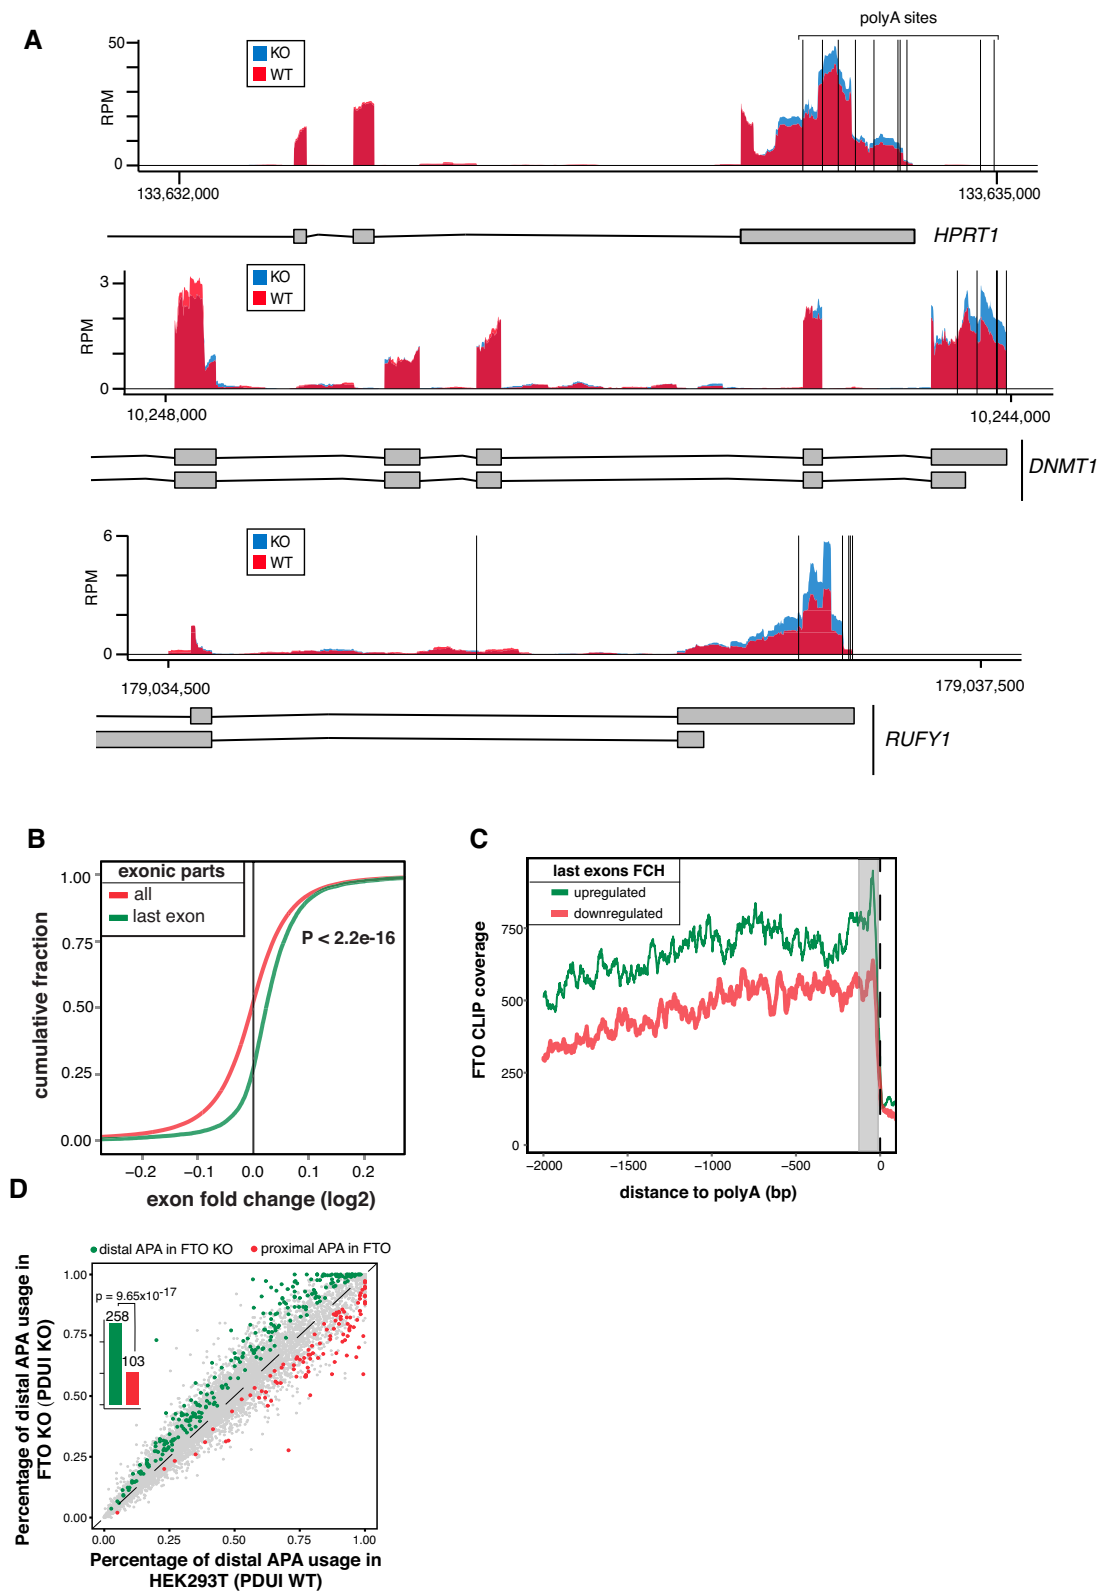 A
polyA sites
50
0
RPM
KO
WT
133,632,000
133,635,000
HPRT1
3
0
RPM
KO
WT
10,248,000
10,244,000
DNMT1
6
0
RPM
KO
WT
179,034,500
179,037,500
RUFY1
B
exonic parts
all
last exon
P < 2.2e-16
1.00
0.75
0.50
0.25
0.00
cumulative fraction
−0.2
−0.1
0.0
0.1
0.2
exon fold change (log2)
C
last exons FCH
upregulated
downregulated
750
500
250
0
FTO CLIP coverage
−2000
−1500
−1000
−500
0
distance to polyA (bp)
D
distal APA in FTO KO
proximal APA in FTO
p = 9.65x10-17
258
103
1.00
0.75
0.50
0.25
0.00
Percentage of distal APA usage in
FTO KO (PDUI KO)
0.00
0.25
0.50
0.75
1.00
Percentage of distal APA usage in
HEK293T (PDUI WT)